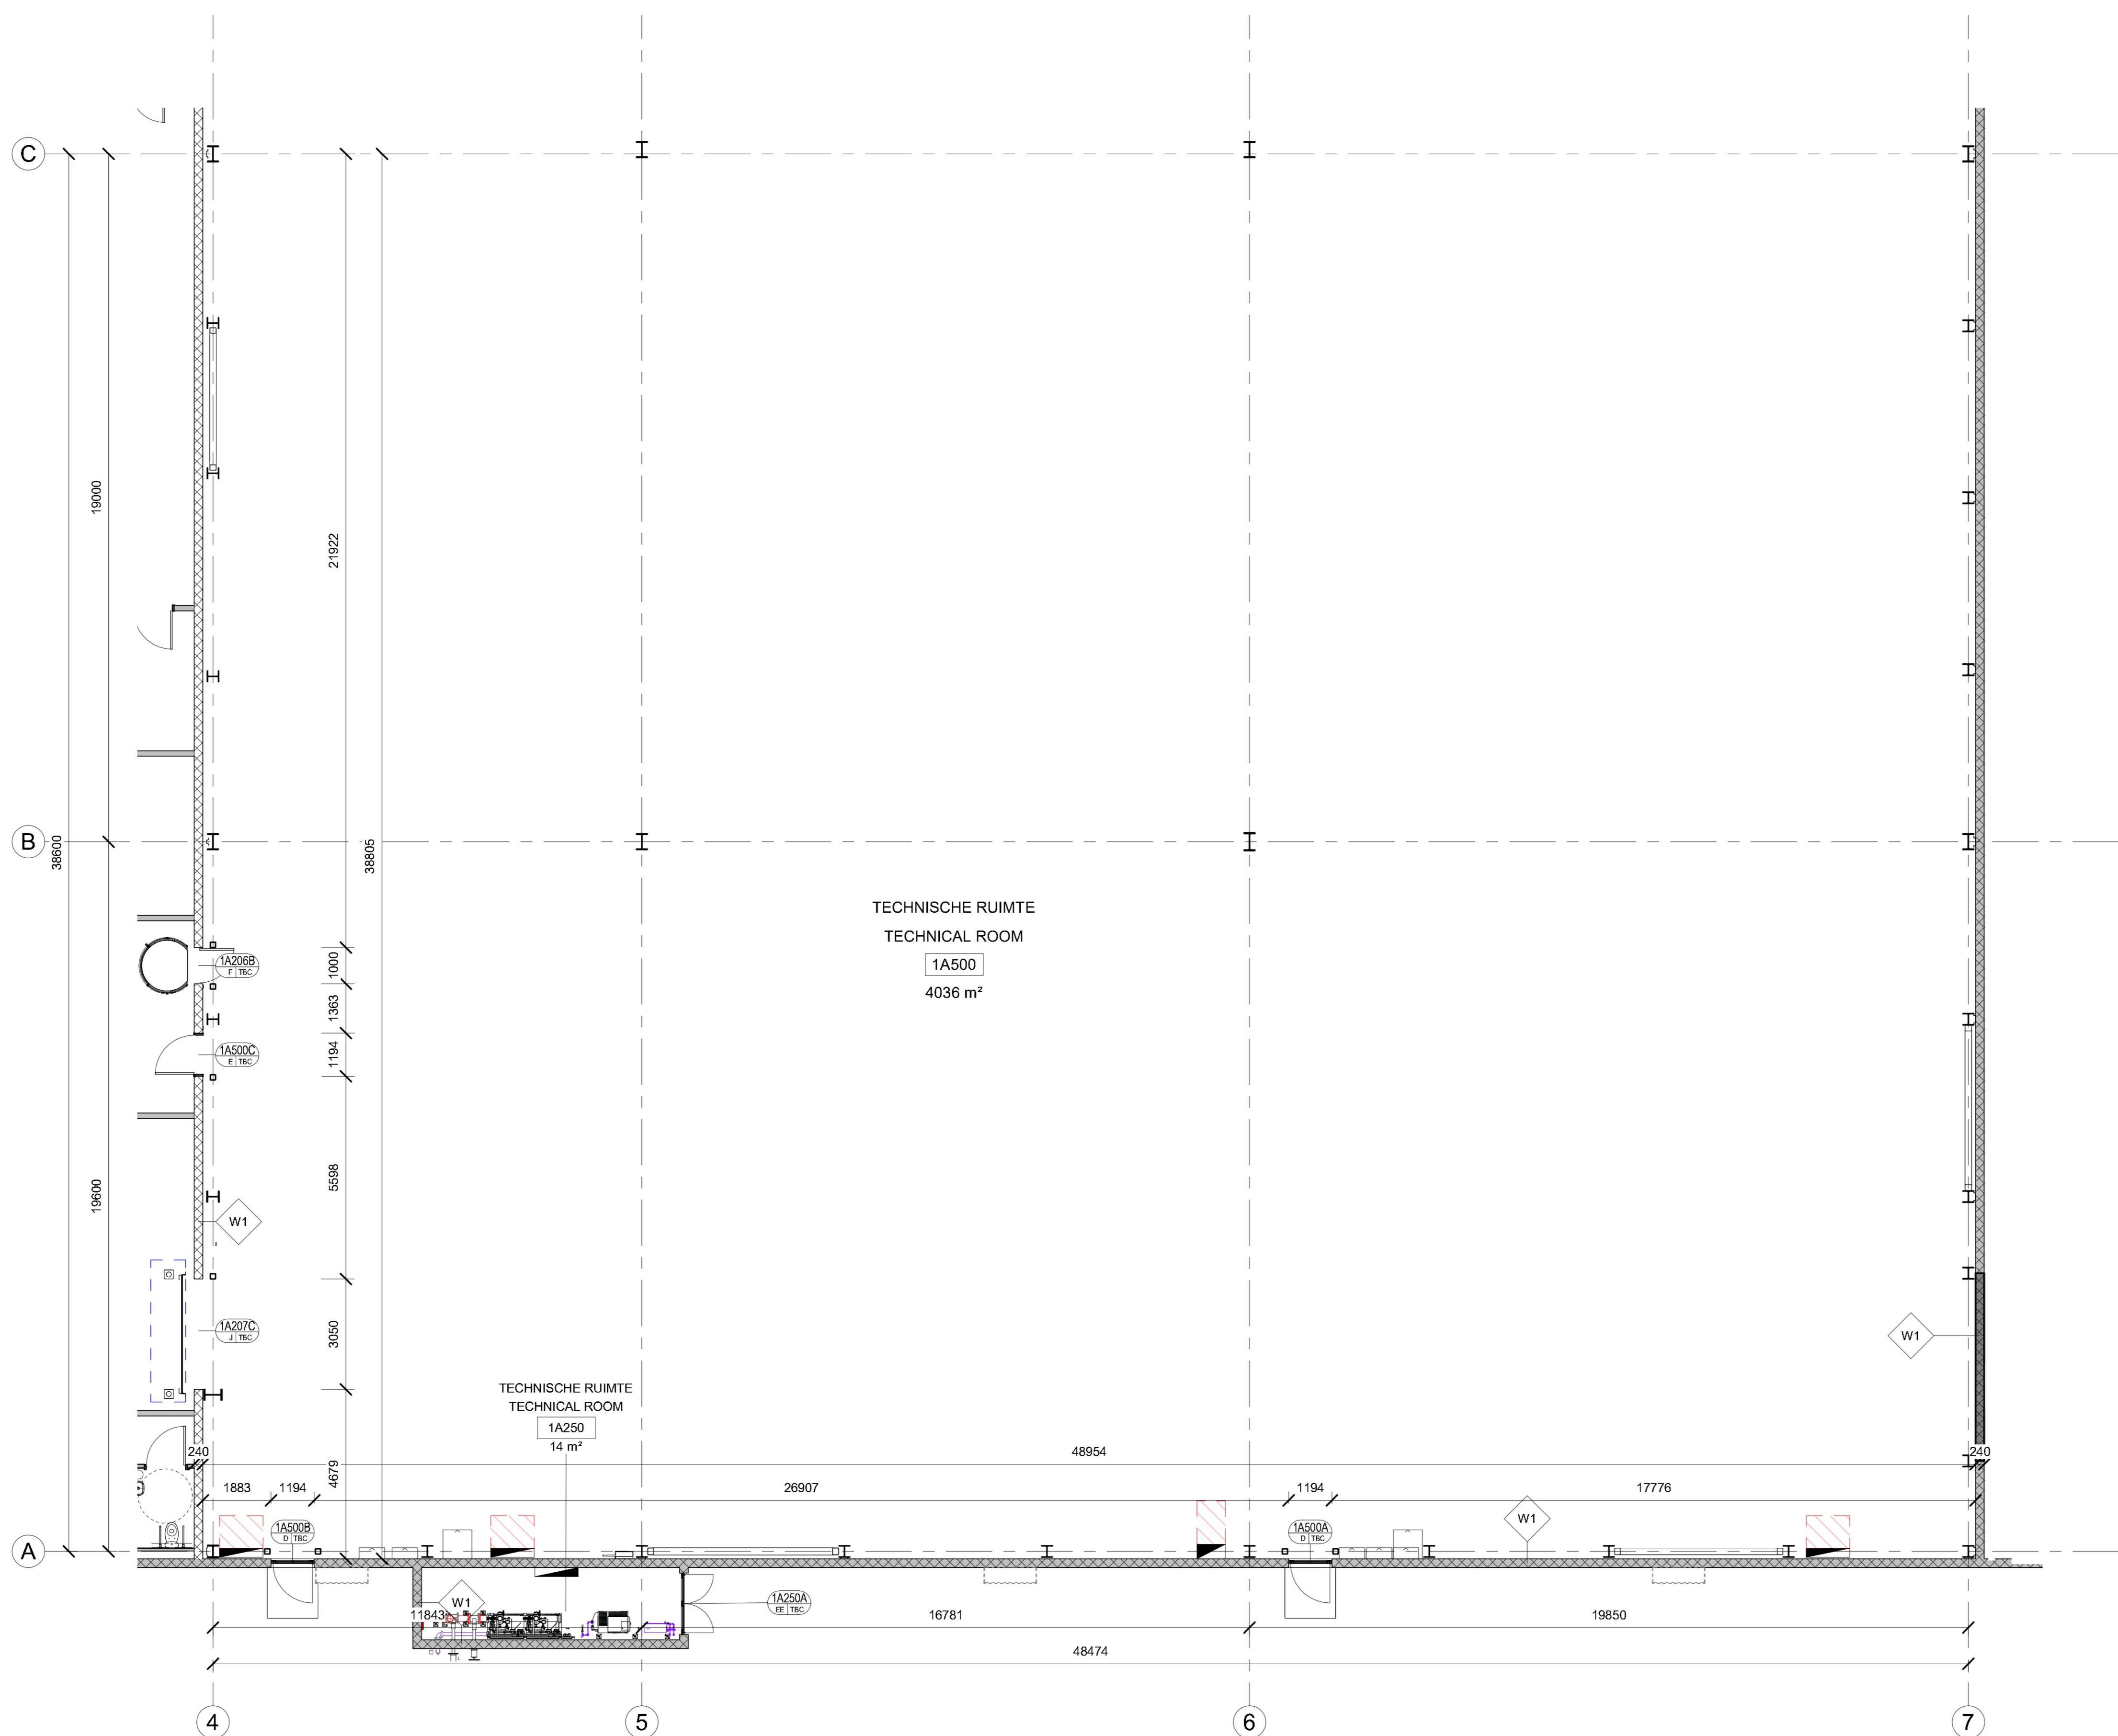 C
19000
21922
B
38600
38805
TECHNISCHE RUIMTE
TECHNICAL ROOM
1A500
4036 m²
1A206B
F TBC
1000
1363
1A500C
E TBC
1194
5598
19600
W1
1A207C
J TBC
3050
W1
TECHNISCHE RUIMTE
TECHNICAL ROOM
1A250
14 m²
240
48954
240
4679
1883
1194
26907
1194
17776
W1
1A500B
D TBC
1A500A
D TBC
A
W1
1A250A
EE TBC
11843
16781
19850
48474
4
5
6
7